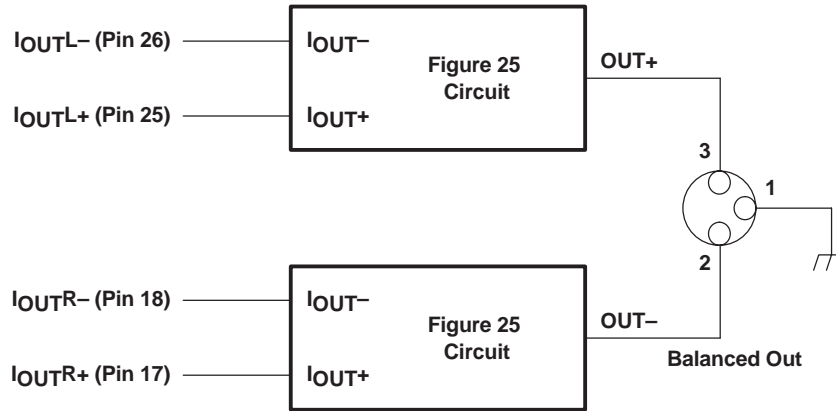 IOUTL– (Pin 26)
IOUT–
Figure 25
Circuit
OUT+
IOUTL+ (Pin 25)
IOUT+
3
1
2
IOUTR– (Pin 18)
IOUT–
Figure 25
Circuit
OUT–
Balanced Out
IOUTR+ (Pin 17)
IOUT+